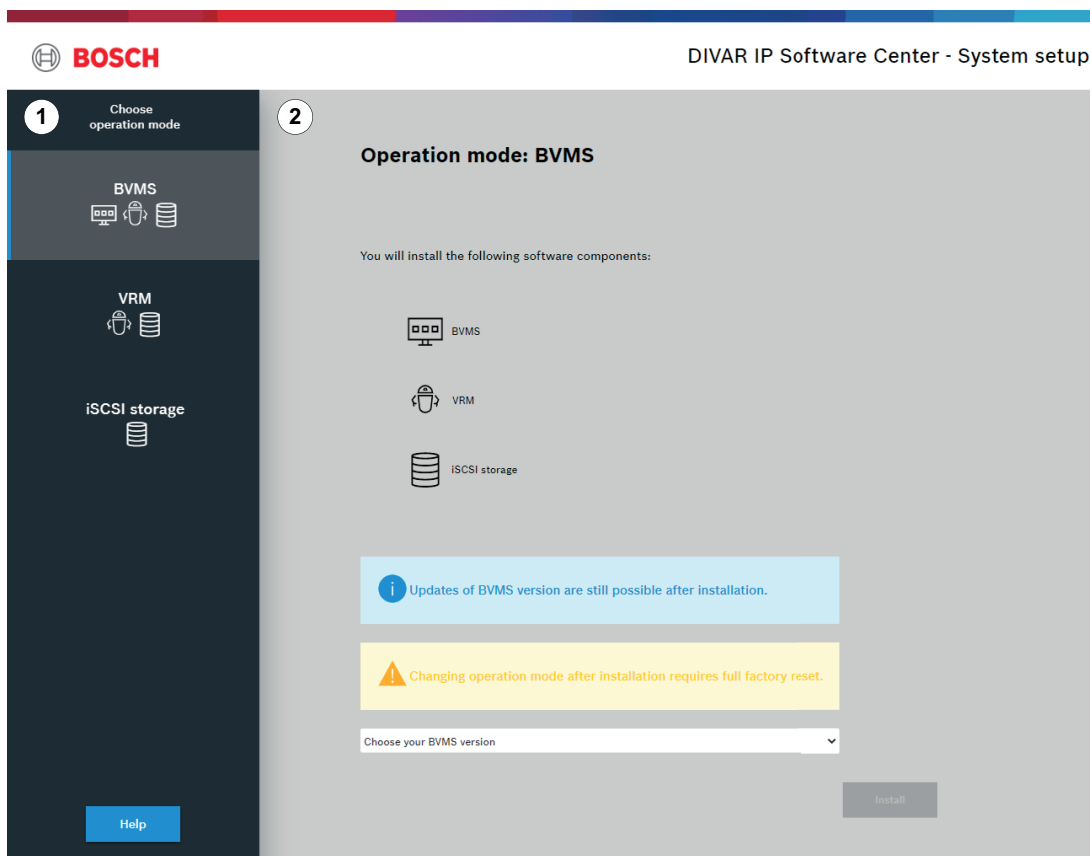 BOSCH
DIVAR IP Software Center - System setup
1
Choose
operation mode
BVMS
VRM
iSCSI storage
Help
2
Operation mode: BVMS
You will install the following software components:
BVMS
VRM
iSCSI storage
i Updates of BVMS version are still possible after installation.
! Changing operation mode after installation requires full factory reset.
Choose your BVMS version
Install